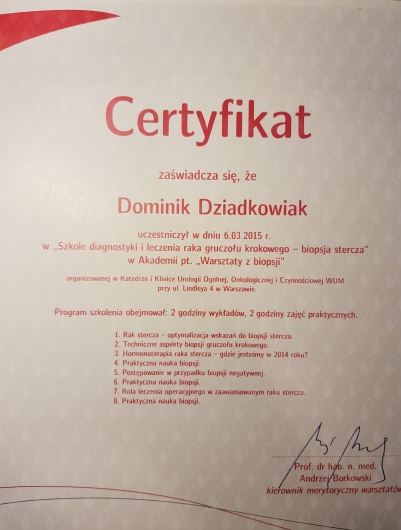 Certyfikat
zaświadcza się, że
Dominik Dziadkowiak
uczestniczył w dniu 6.03.2015 r.
w „Szkole diagnostyki i leczenia raka gruczołu krokowego – biopsja stercza”
w Akademii pt. „Warsztaty z biopsji”
organizowanej w Katedrze i Klinice Urologii Ogólnej, Onkologicznej i Czynnościowej WUM
przy ul. Lindleya 4 w Warszawie.
Program szkolenia obejmował: 2 godziny wykładów, 2 godziny zajęć praktycznych.
1. Rak stercza – optymalizacja wskazań do biopsji stercza.
2. Techniczne aspekty biopsji gruczołu krokowego.
3. Hormonoterapia raka stercza – gdzie jesteśmy w 2014 roku?
4. Praktyczna nauka biopsji.
5. Postępowanie w przypadku biopsji negatywnej.
6. Praktyczna nauka biopsji.
7. Rola leczenia operacyjnego w zaawansowanym raku stercza.
8. Praktyczna nauka biopsji.
Prof. dr hab. n. med.
Andrzej Borkowski
kierownik merytoryczny warsztatów